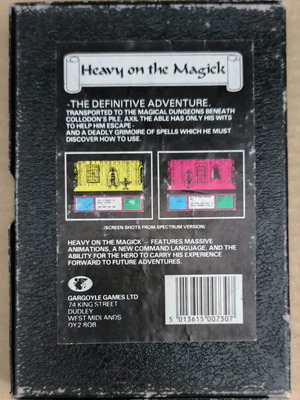 Heavy on the Magick
·THE DEFINITIVE ADVENTURE.
TRANSPORTED TO THE MAGICAL DUNGEONS BENEATH
COLLODON'S PILE, AXIL THE ABLE HAS ONLY HIS WITS
TO HELP HIM ESCAPE -
AND A DEADLY GRIMOIRE OF SPELLS WHICH HE MUST
DISCOVER HOW TO USE.
(SCREEN SHOTS FROM SPECTRUM VERSION)
HEAVY ON THE MAGICK - FEATURES MASSIVE
ANIMATIONS, A NEW COMMAND LANGUAGE, AND THE
ABILITY FOR THE HERO TO CARRY HIS EXPERIENCE
FORWARD TO FUTURE ADVENTURES.
GARGOYLE GAMES LTD
74 KING STREET
DUDLEY
WEST MIDLANDS
DY2 8QB
5 013615 007307